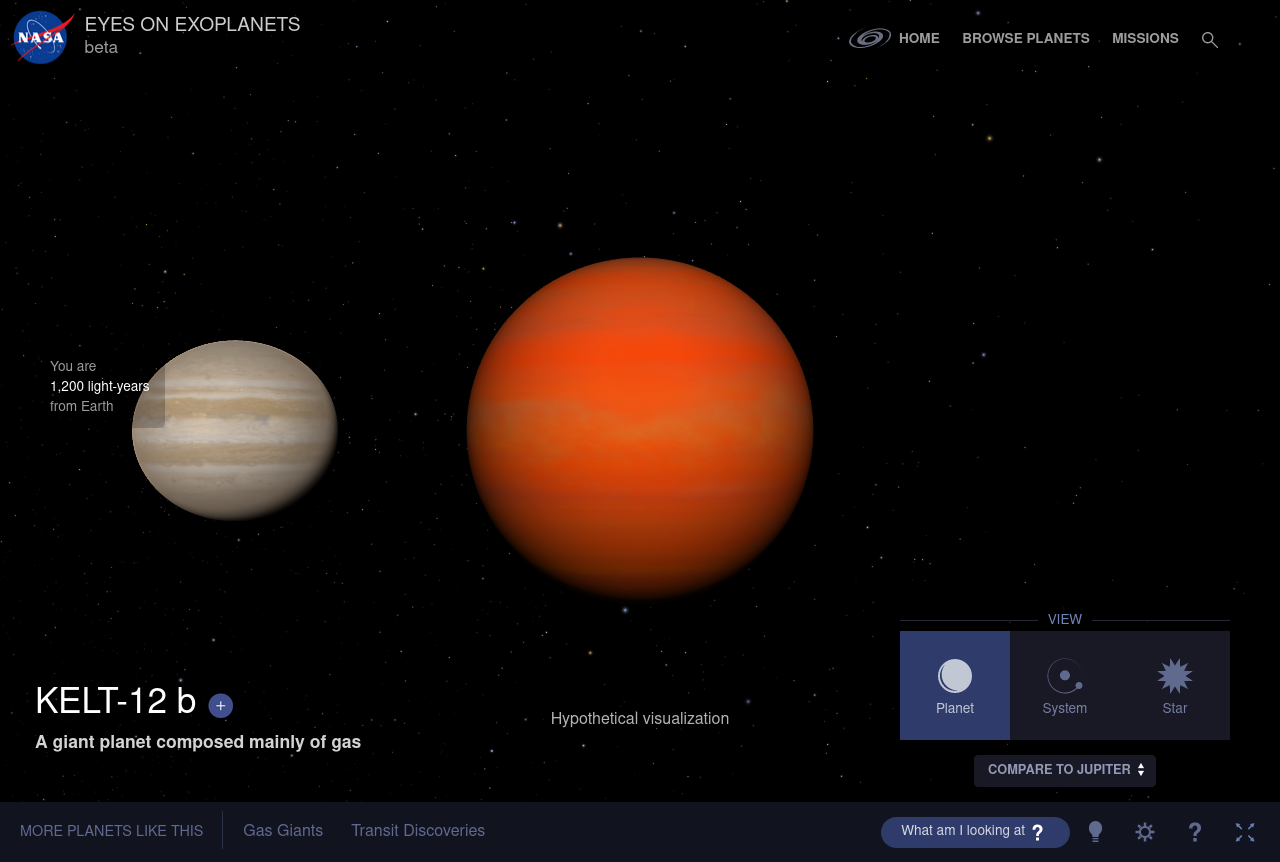 NASA
EYES ON EXOPLANETS
beta
HOME
BROWSE PLANETS
MISSIONS
You are
1,200 light-years
from Earth
VIEW
Planet
System
Star
KELT-12 b +
A giant planet composed mainly of gas
Hypothetical visualization
COMPARE TO JUPITER
MORE PLANETS LIKE THIS
Gas Giants
Transit Discoveries
What am I looking at ?
?